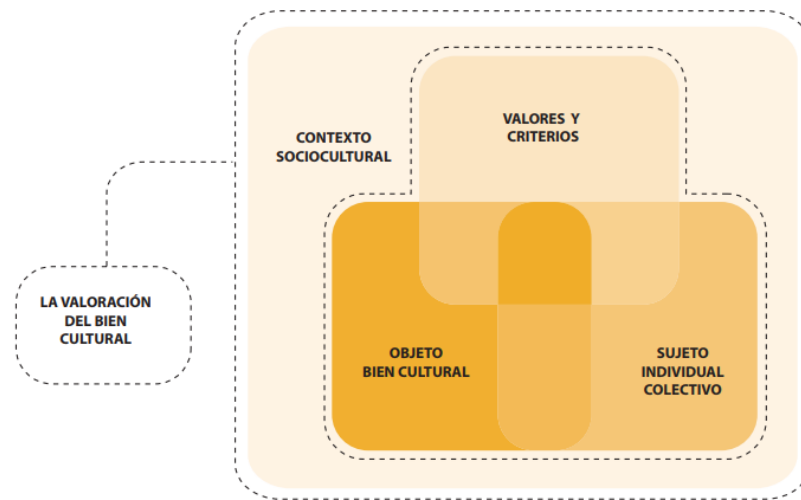 CONTEXTO
SOCIOCULTURAL
VALORES Y
CRITERIOS
LA VALORACIÓN
DEL BIEN
CULTURAL
OBJETO
BIEN CULTURAL
SUJETO
INDIVIDUAL
COLECTIVO